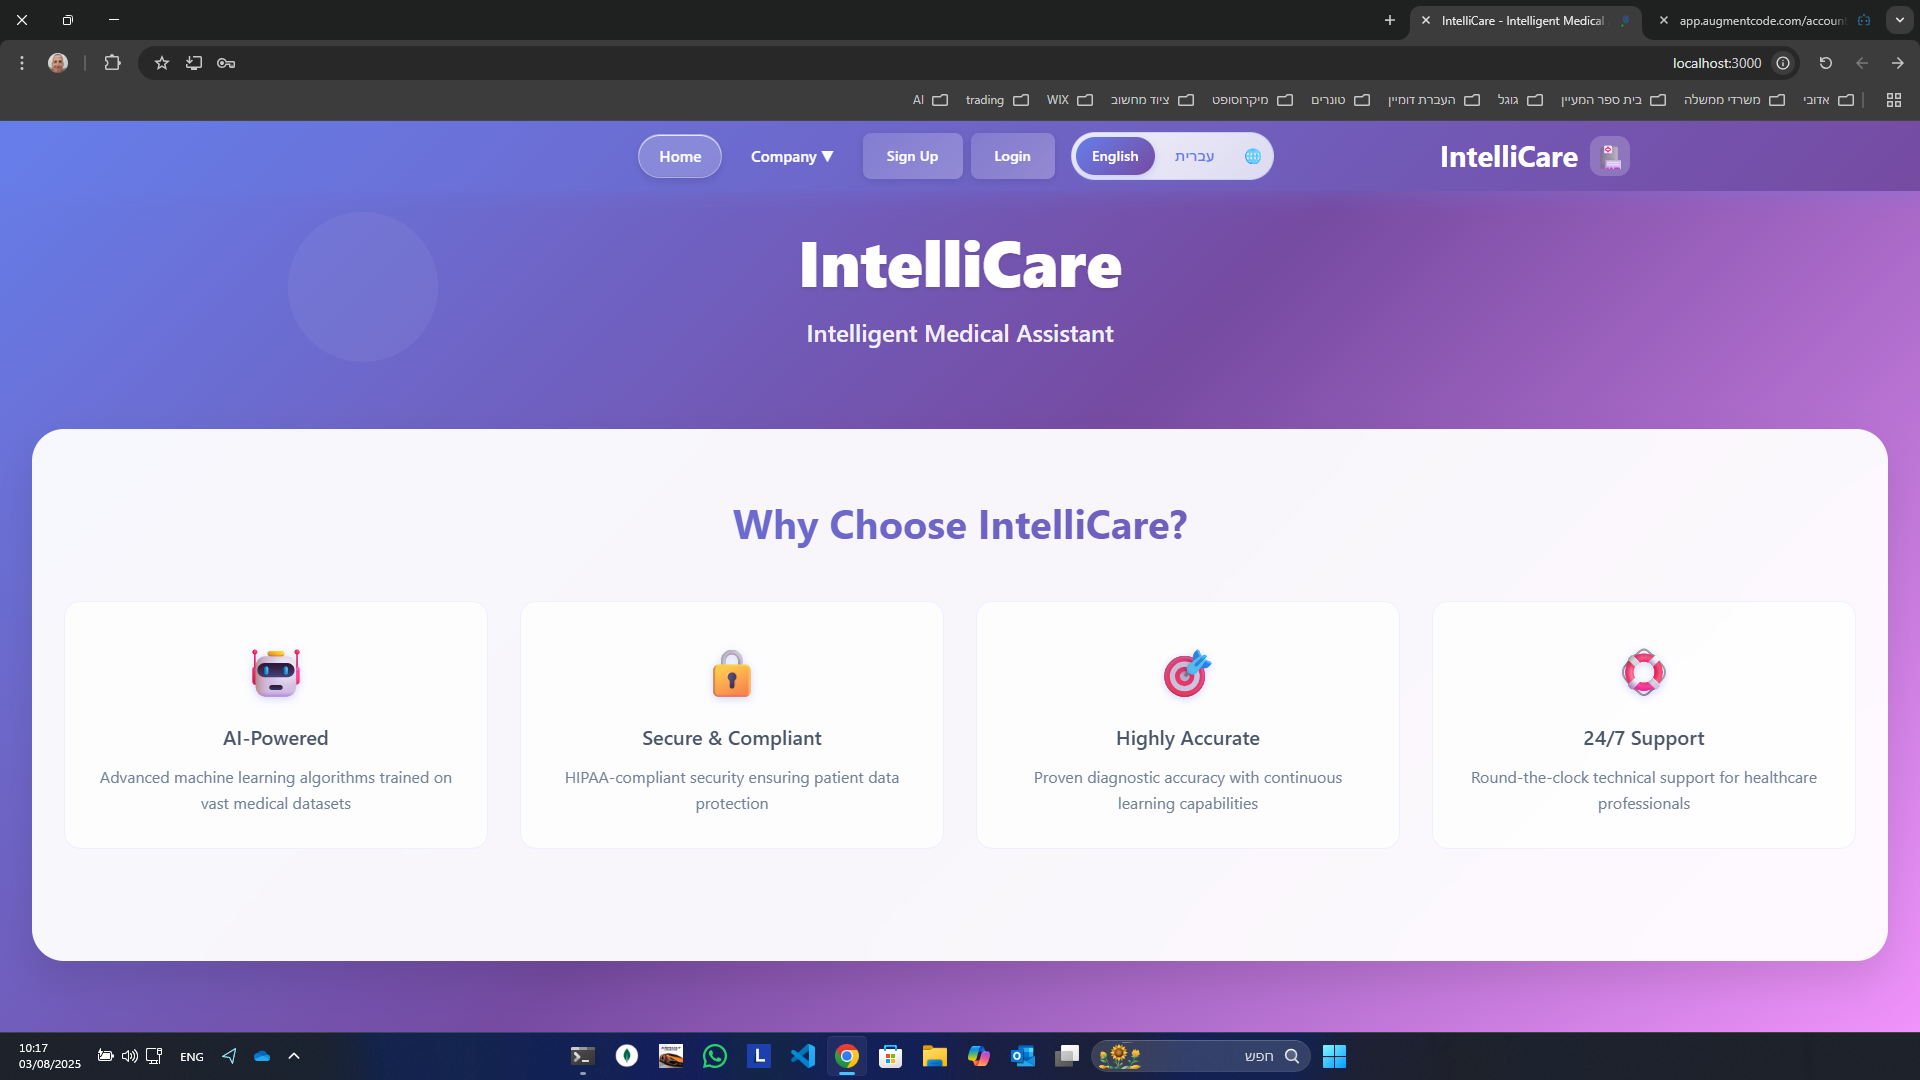 IntelliCare - Intelligent Medical
app.augmentcode.com/accoun
localhost:3000
AI
trading
WIX
ציוד מחשוב
מיקרוסופט
טונרים
העברת דומיין
גוגל
בית ספר המעיין
משרדי ממשלה
אדובי
Home
Company ▼
Sign Up
Login
English
עברית
IntelliCare
IntelliCare
Intelligent Medical Assistant
Why Choose IntelliCare?
AI-Powered
Advanced machine learning algorithms trained on
vast medical datasets
Secure & Compliant
HIPAA-compliant security ensuring patient data
protection
Highly Accurate
Proven diagnostic accuracy with continuous
learning capabilities
24/7 Support
Round-the-clock technical support for healthcare
professionals
10:17
03/08/2025
ENG
L
חפש